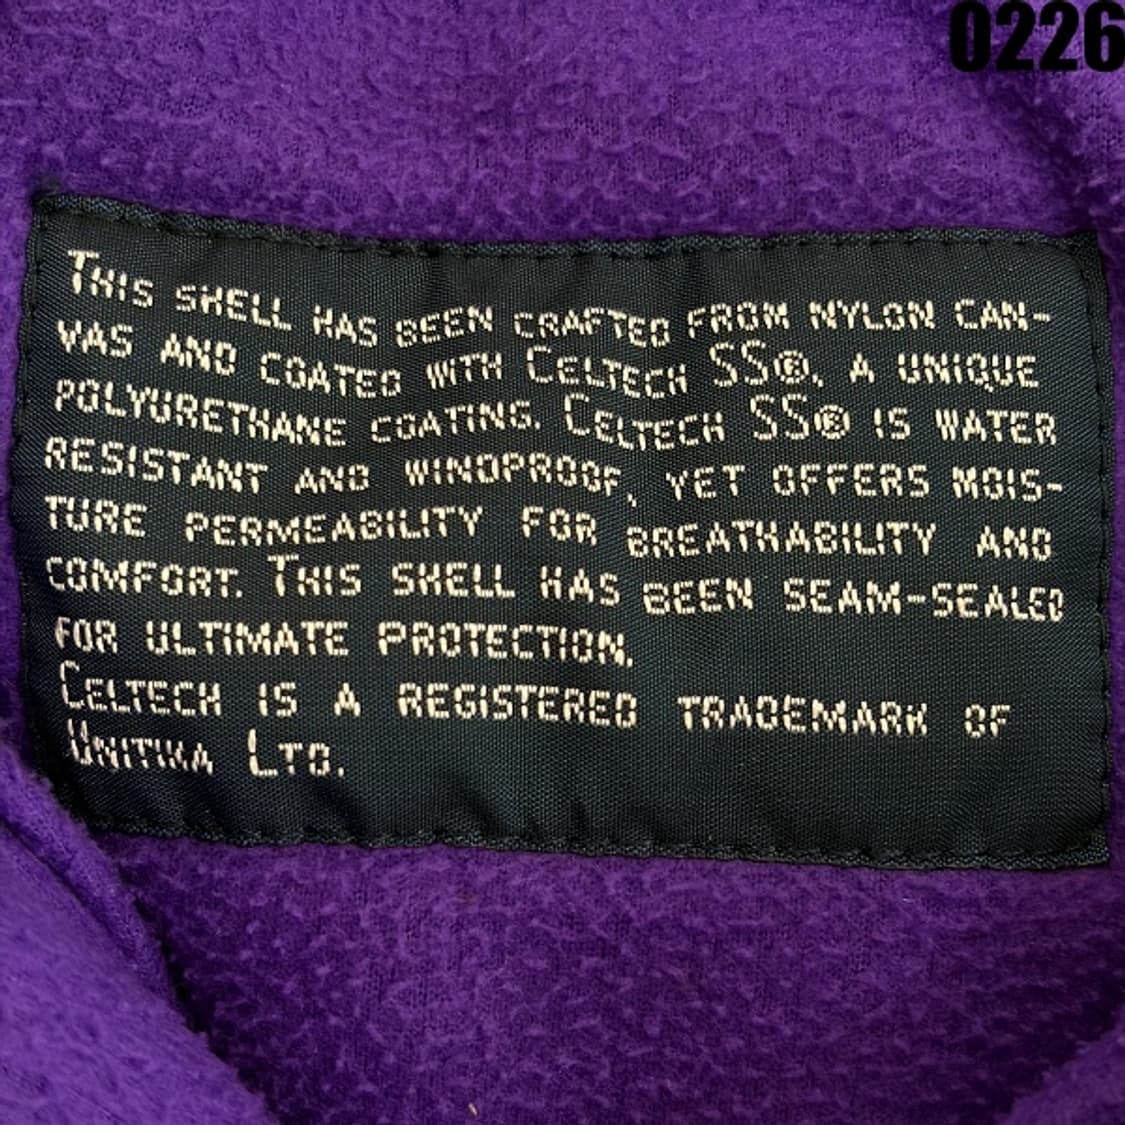 0226
THIS SHELL HAS BEEN CRAFTED FROM NYLON CAN-
VAS AND COATED WITH CELTECH SS®, A UNIQUE
POLYURETHANE COATING. CELTECH SS® IS WATER
RESISTANT AND WINDPROOF, YET OFFERS MOIS-
TURE PERMEABILITY FOR BREATHABILITY AND
COMFORT. THIS SHELL HAS BEEN SEAM-SEALED
FOR ULTIMATE PROTECTION.
CELTECH IS A REGISTERED TRADEMARK OF
UNITIKA LTD.